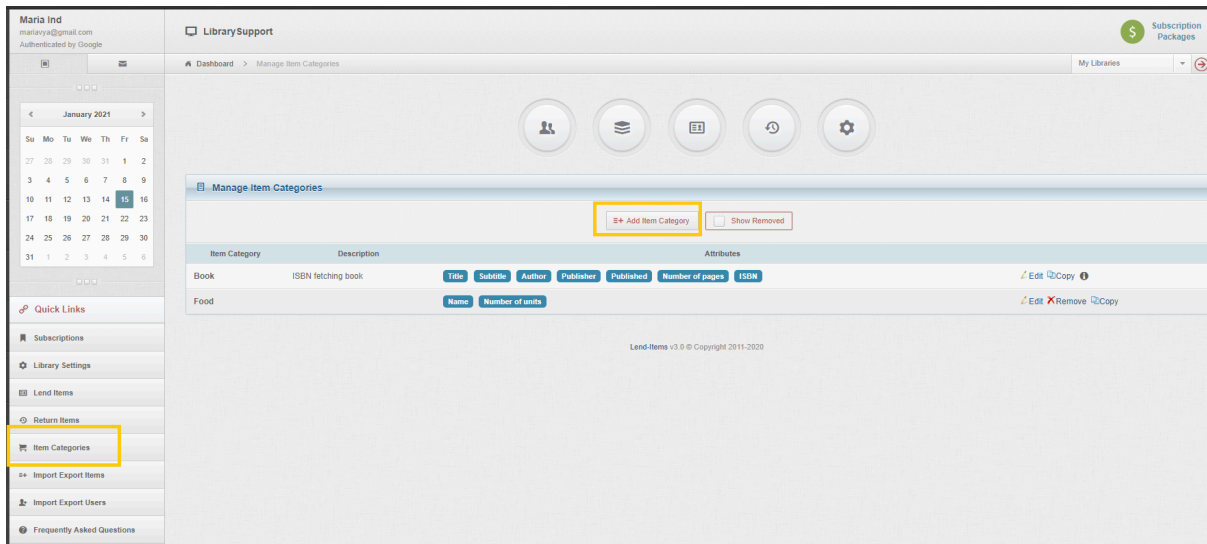 Maria Ind
mariavya@gmail.com
Authenticated by Google
LibrarySupport
Subscription
Packages
Dashboard > Manage Item Categories
My Libraries
January 2021
Su Mo Tu We Th Fr Sa
27 28 29 30 31 1 2
3 4 5 6 7 8 9
10 11 12 13 14 15 16
17 18 19 20 21 22 23
24 25 26 27 28 29 30
31 1 2 3 4 5 6
Quick Links
Subscriptions
Library Settings
Lend Items
Return Items
Item Categories
Import Export Items
Import Export Users
Frequently Asked Questions
Manage Item Categories
Add Item Category Show Removed
Item Category Description Attributes
Book ISBN fetching book Title Subtitle Author Publisher Published Number of pages ISBN Edit Copy
Food Name Number of units Edit Remove Copy
Lend-Items v3.0 © Copyright 2011-2020